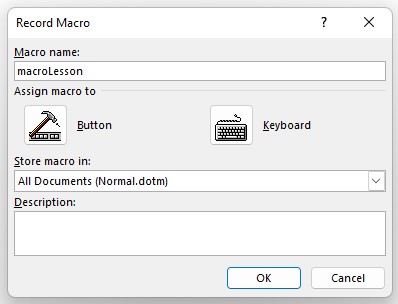 Record Macro ?
Macro name:
macroLesson
Assign macro to
Button Keyboard
Store macro in:
All Documents (Normal.dotm)
Description:
OK Cancel